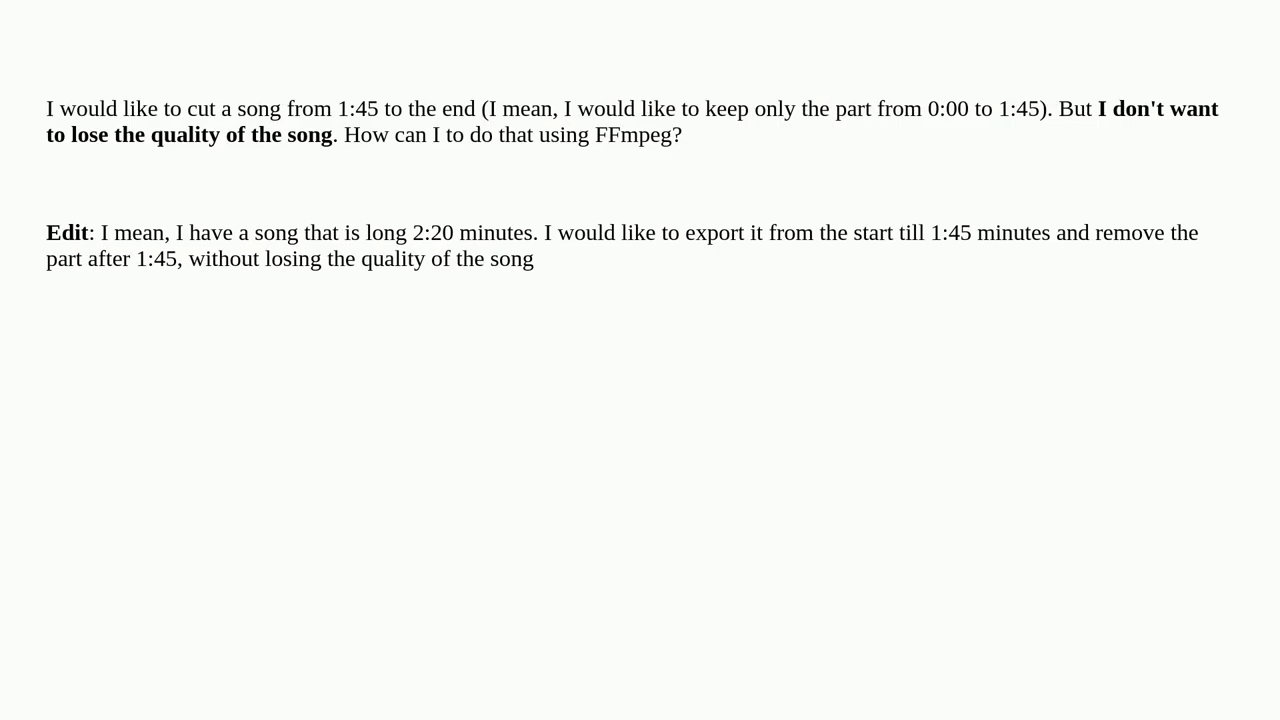 I would like to cut a song from 1:45 to the end (I mean, I would like to keep only the part from 0:00 to 1:45). But I don't want
to lose the quality of the song. How can I to do that using FFmpeg?
Edit: I mean, I have a song that is long 2:20 minutes. I would like to export it from the start till 1:45 minutes and remove the
part after 1:45, without losing the quality of the song